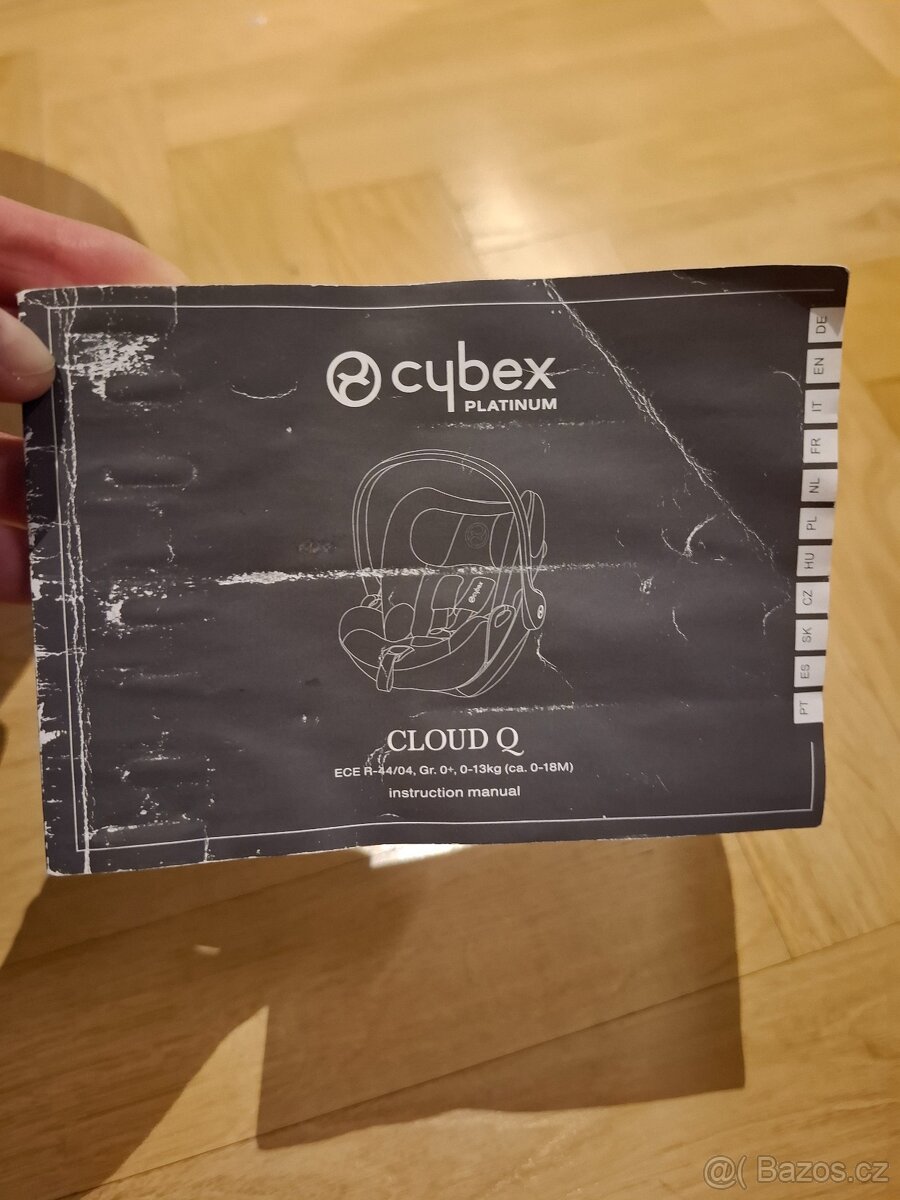 cybex
PLATINUM
DE
EN
IT
FR
NL
PL
HU
CZ
SK
ES
PT
cybex
CLOUD Q
ECE R-44/04, Gr. 0+, 0-13kg (ca. 0-18M)
instruction manual
@( Bazos.cz